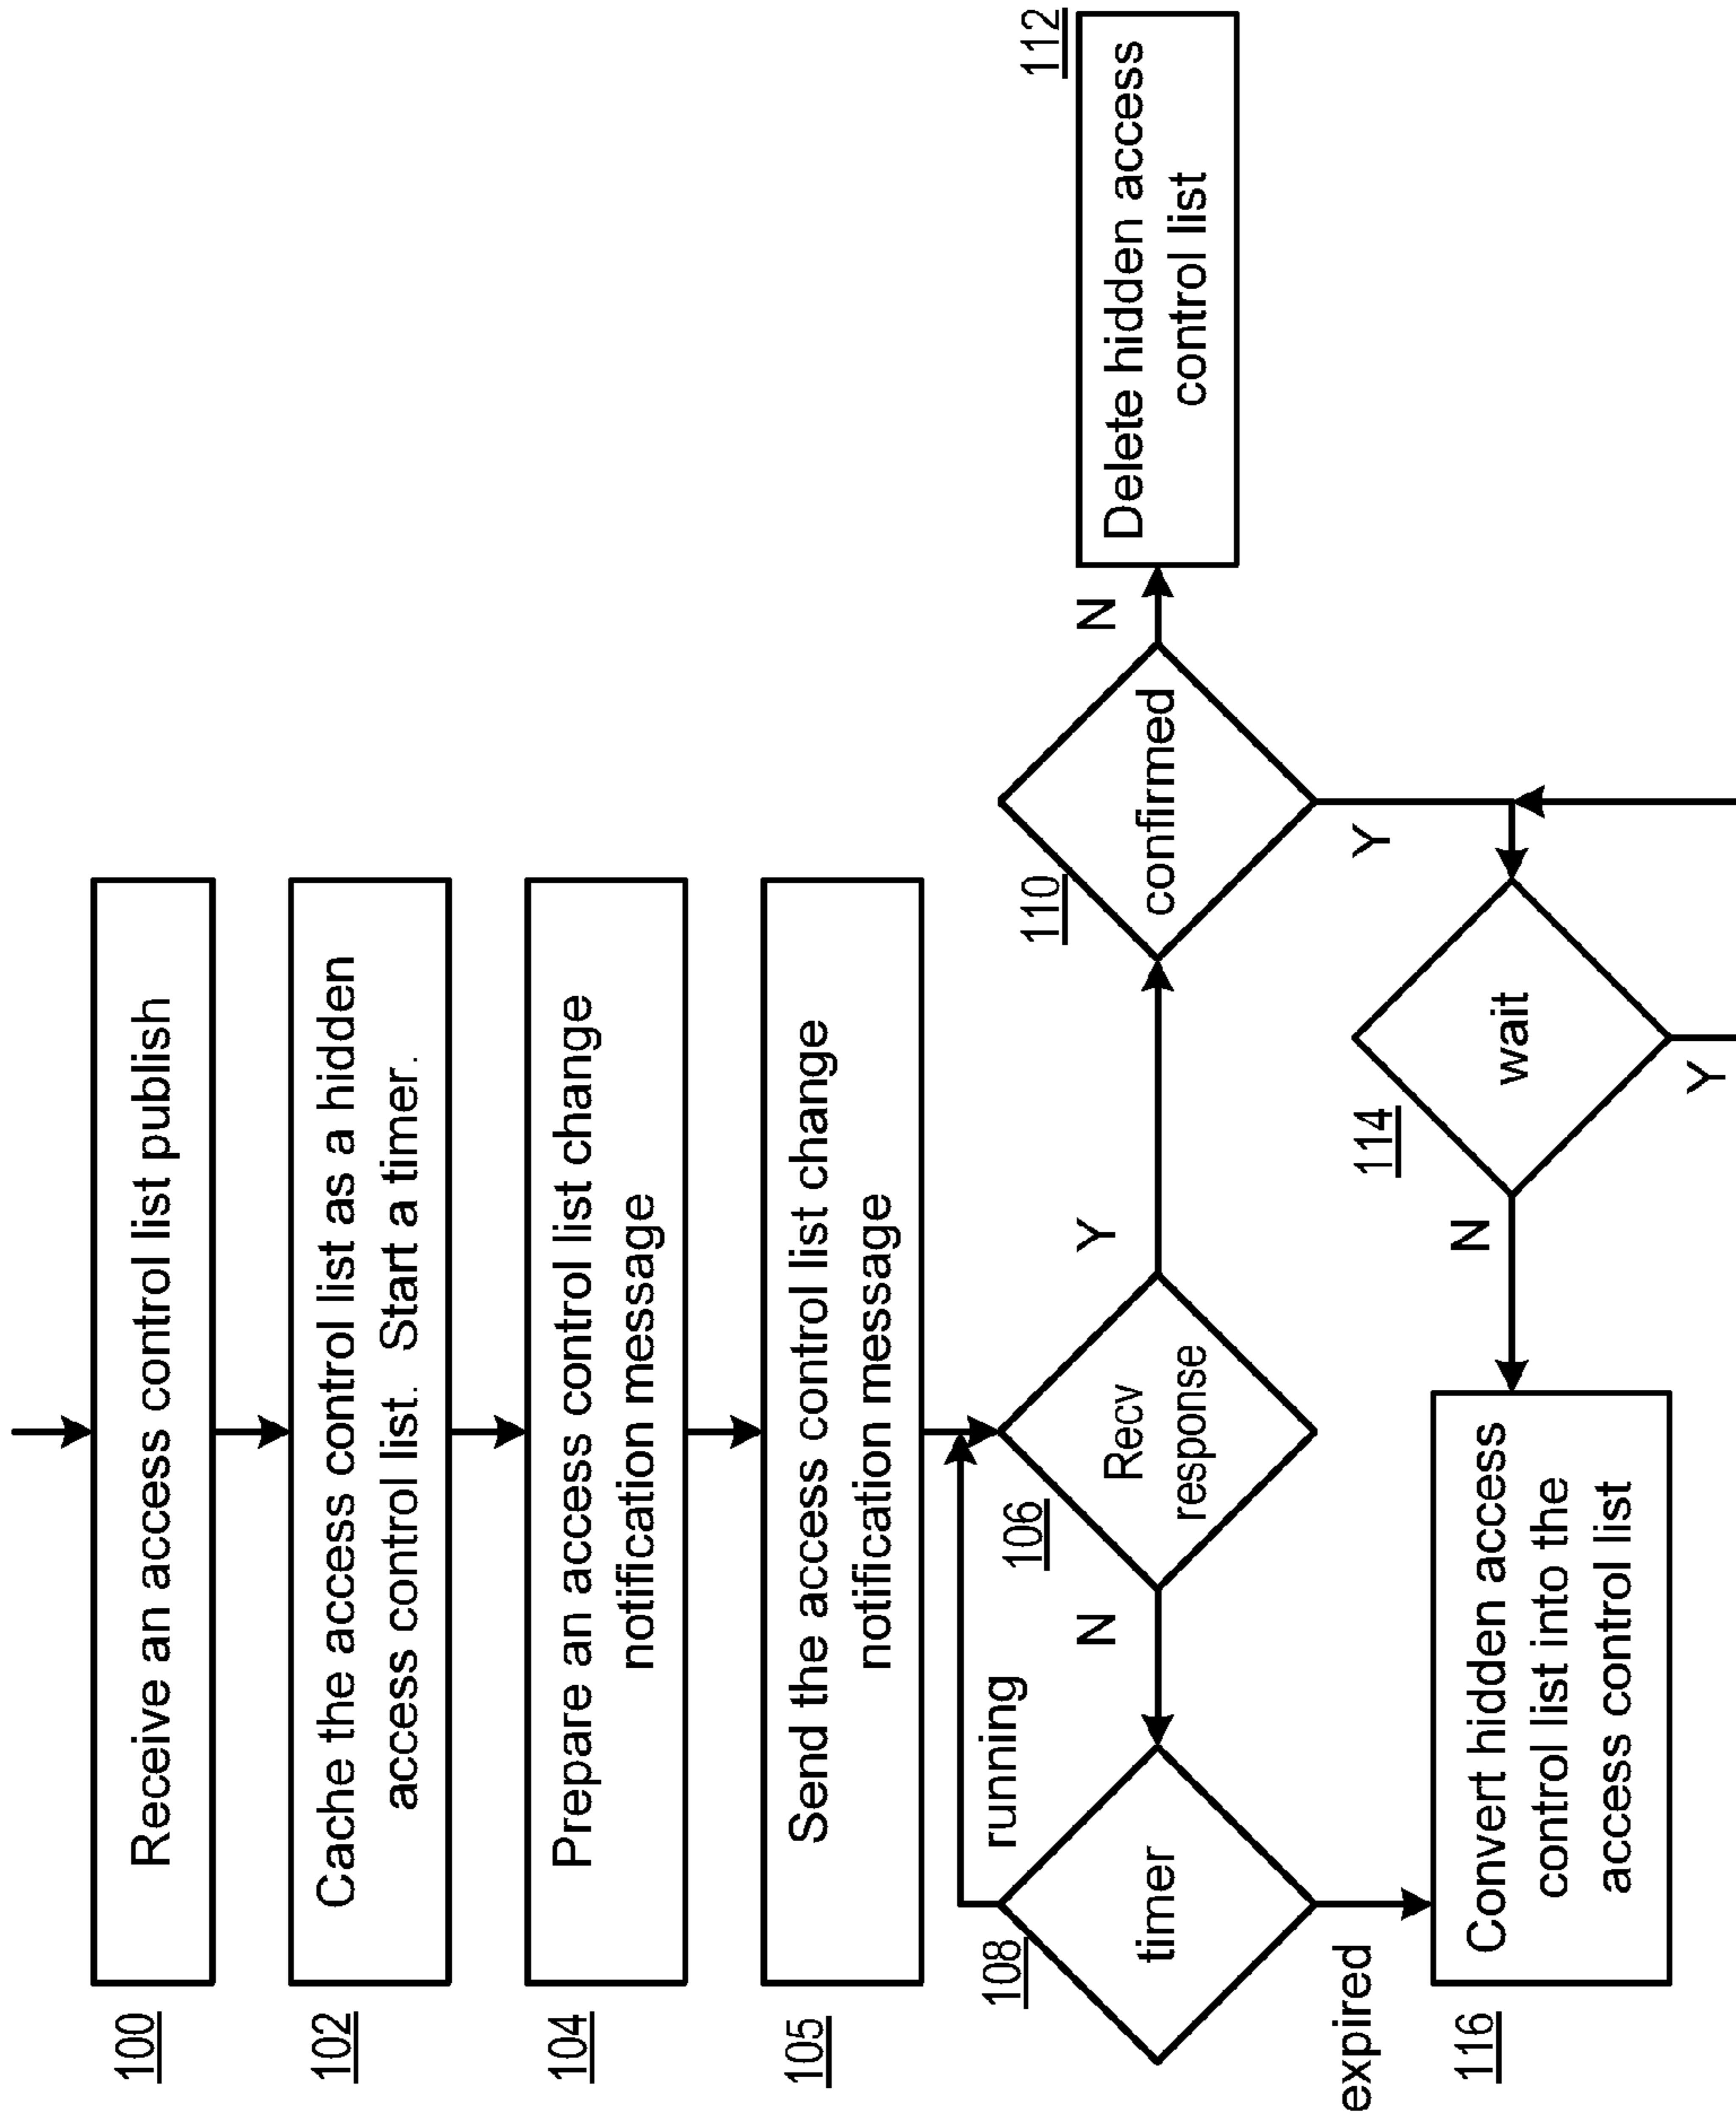 100
Receive an access control list publish
102
Cache the access control list as a hidden
access control list. Start a timer.
104
Prepare an access control list change
notification message
105
Send the access control list change
notification message
running
106
Recv
response
N
Y
108
timer
expired
110
confirmed
N
Y
112
Delete hidden access
control list
114
wait
N
Y
116
Convert hidden access
control list into the
access control list